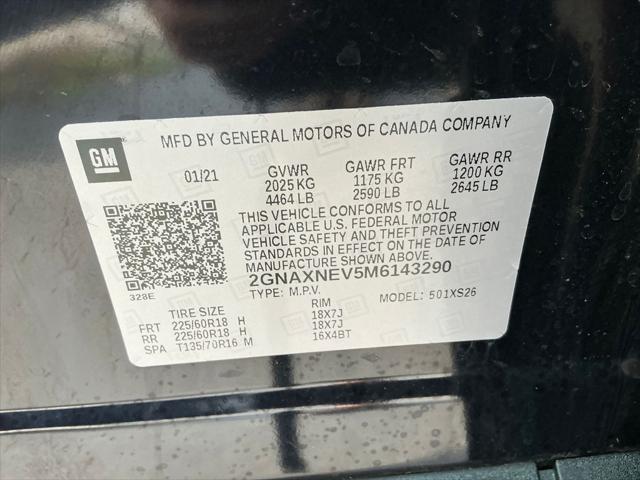 MFD BY GENERAL MOTORS OF CANADA COMPANY
GM
01/21 GVWR GAWR FRT GAWR RR
2025 KG 1175 KG 1200 KG
4464 LB 2590 LB 2645 LB
THIS VEHICLE CONFORMS TO ALL
APPLICABLE U.S. FEDERAL MOTOR
VEHICLE SAFETY AND THEFT PREVENTION
STANDARDS IN EFFECT ON THE DATE OF
MANUFACTURE SHOWN ABOVE.
2GNAXNEV5M6143290
328E TYPE: M.P.V. MODEL: 501XS26
TIRE SIZE RIM
FRT 225/60R18 H 18X7J
RR 225/60R18 H 18X7J
SPA T135/70R16 M 16X4BT